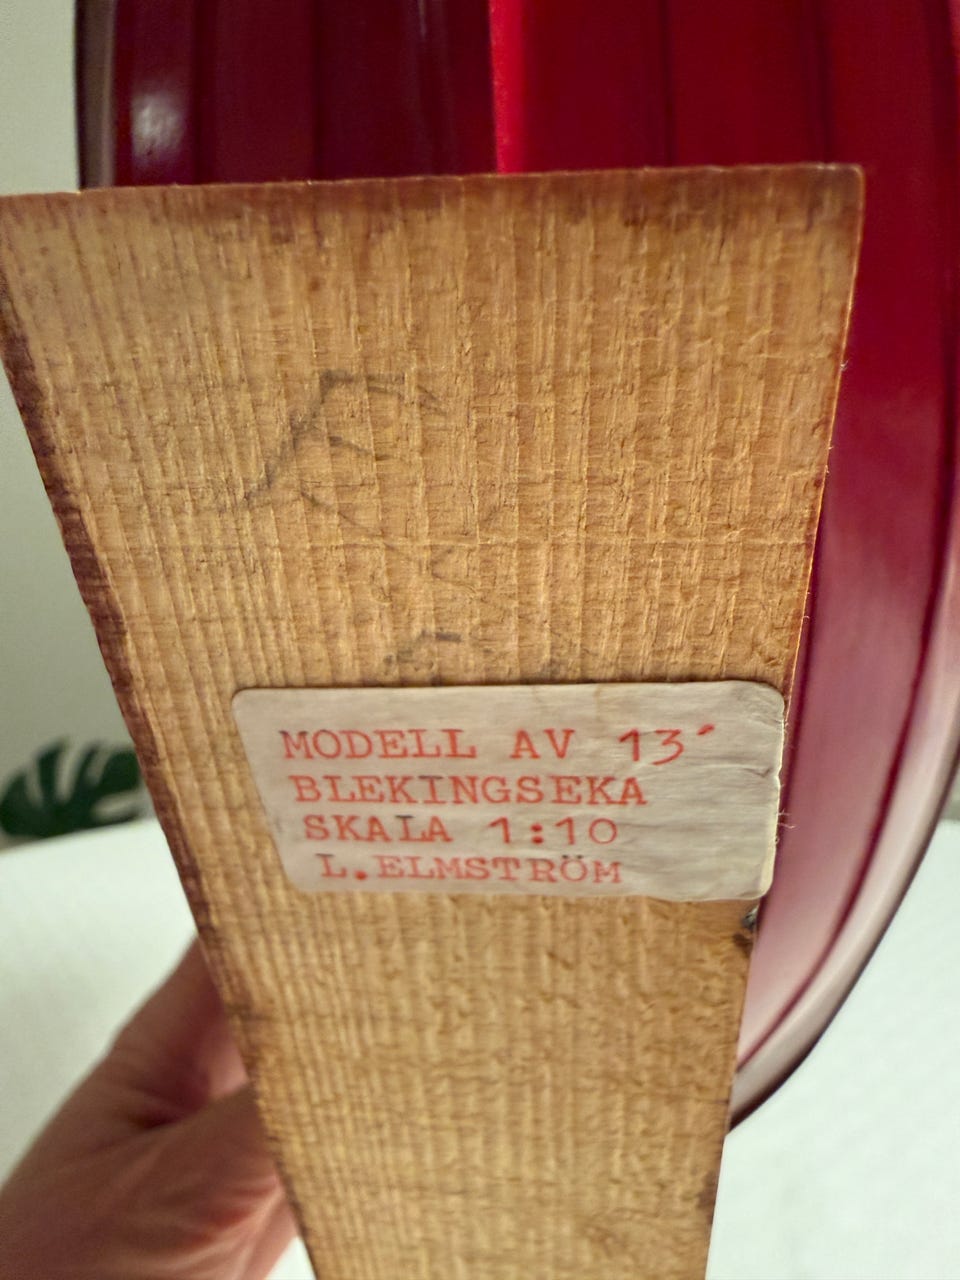 MODELL AV 13´
BLEKINGSEKA
SKALA 1:10
L.ELMSTRÖM